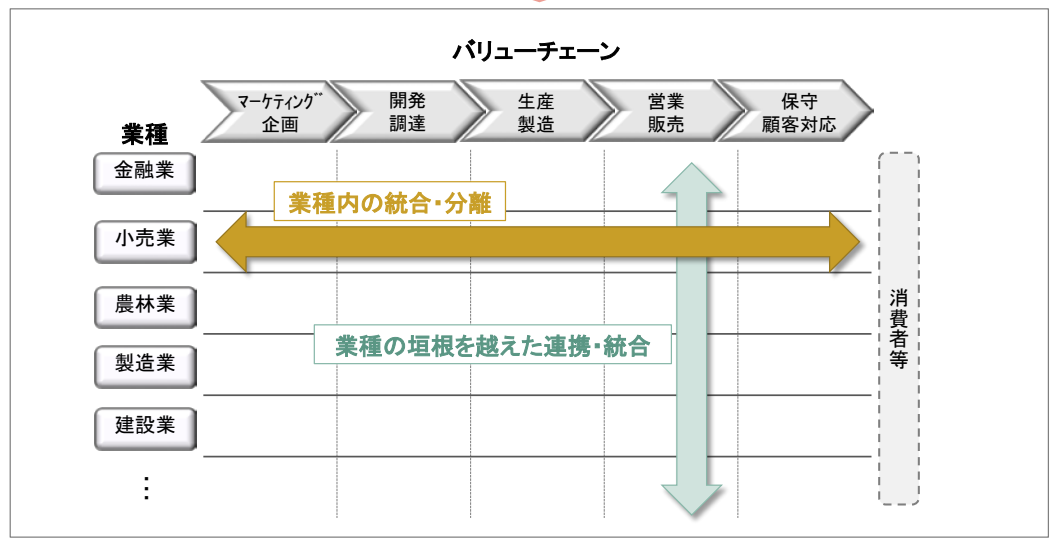 バリューチェーン
マーケティング
企画
開発
調達
生産
製造
営業
販売
保守
顧客対応
業種
金融業
業種内の統合・分離
小売業
農林業
業種の垣根を越えた連携・統合
製造業
建設業
⋮
消費者等